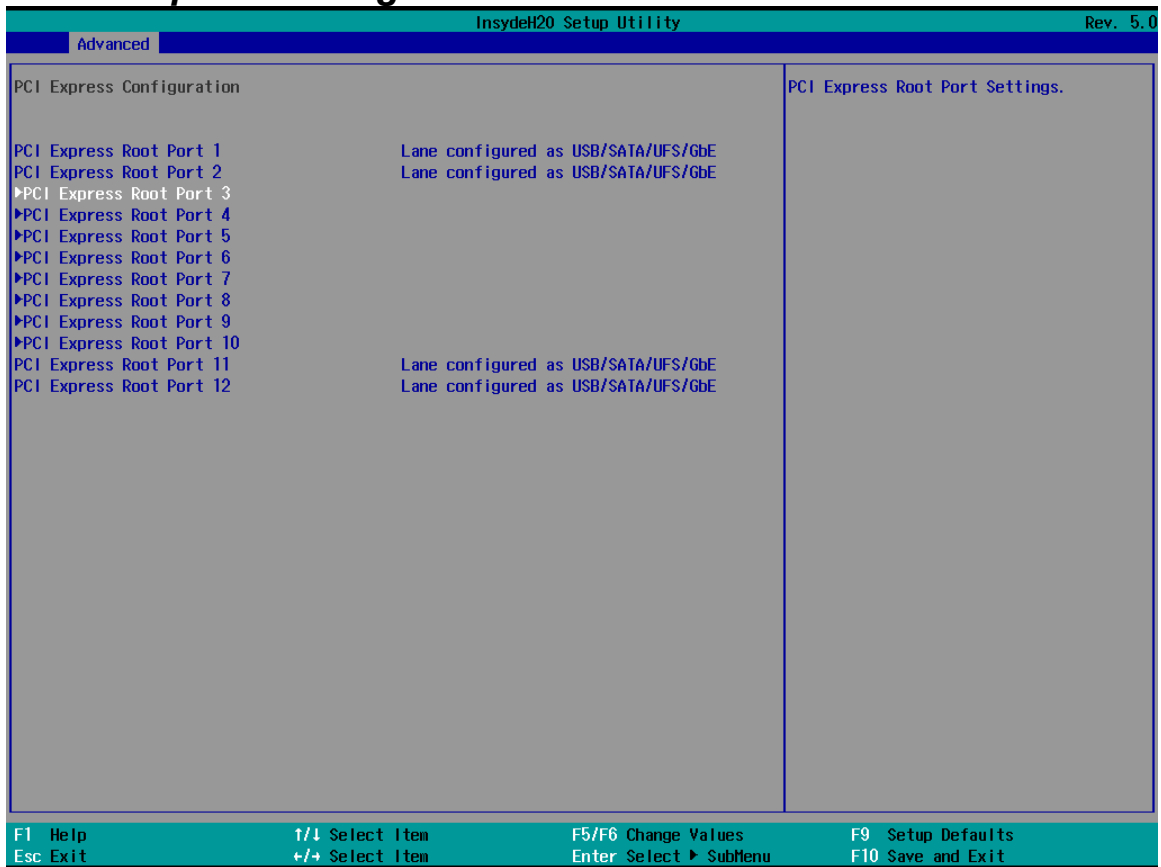 InsydeH20 Setup Utility Rev. 5.0
Advanced
PCI Express Configuration
PCI Express Root Port Settings.
PCI Express Root Port 1 Lane configured as USB/SATA/UFS/GbE
PCI Express Root Port 2 Lane configured as USB/SATA/UFS/GbE
▶PCI Express Root Port 3
▶PCI Express Root Port 4
▶PCI Express Root Port 5
▶PCI Express Root Port 6
▶PCI Express Root Port 7
▶PCI Express Root Port 8
▶PCI Express Root Port 9
▶PCI Express Root Port 10
PCI Express Root Port 11 Lane configured as USB/SATA/UFS/GbE
PCI Express Root Port 12 Lane configured as USB/SATA/UFS/GbE
F1 Help ↑/↓ Select Item F5/F6 Change Values F9 Setup Defaults
Esc Exit ←/→ Select Item Enter Select ▶ SubMenu F10 Save and Exit